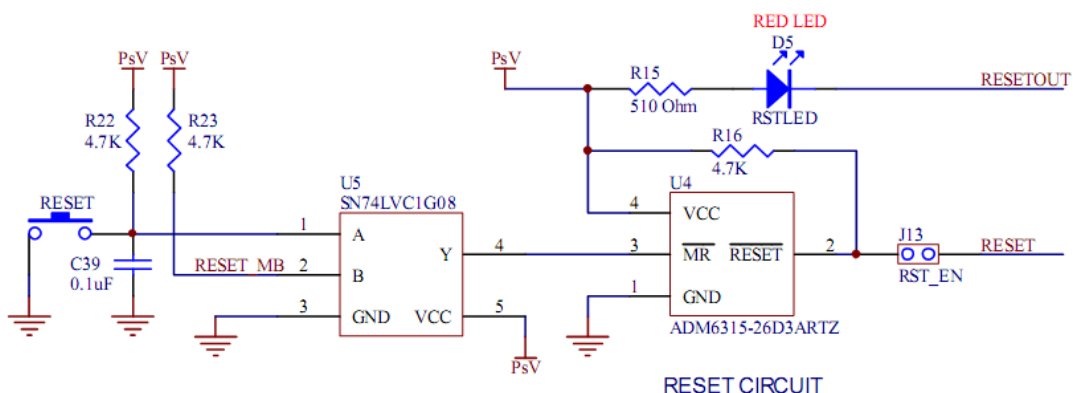 RED LED
D5
PsV PsV PsV
R15
510 Ohm
RSTLED
RESETOUT
R22
4.7K
R23
4.7K
R16
4.7K
U5
SN74LVC1G08
U4
RESET
1 A
Y 4
4 VCC
3 MR RESET 2
J13
RESET
RST_EN
C39
0.1uF
RESET_MB 2 B
3 GND VCC 5
1 GND
ADM6315-26D3ARTZ
PsV
RESET CIRCUIT